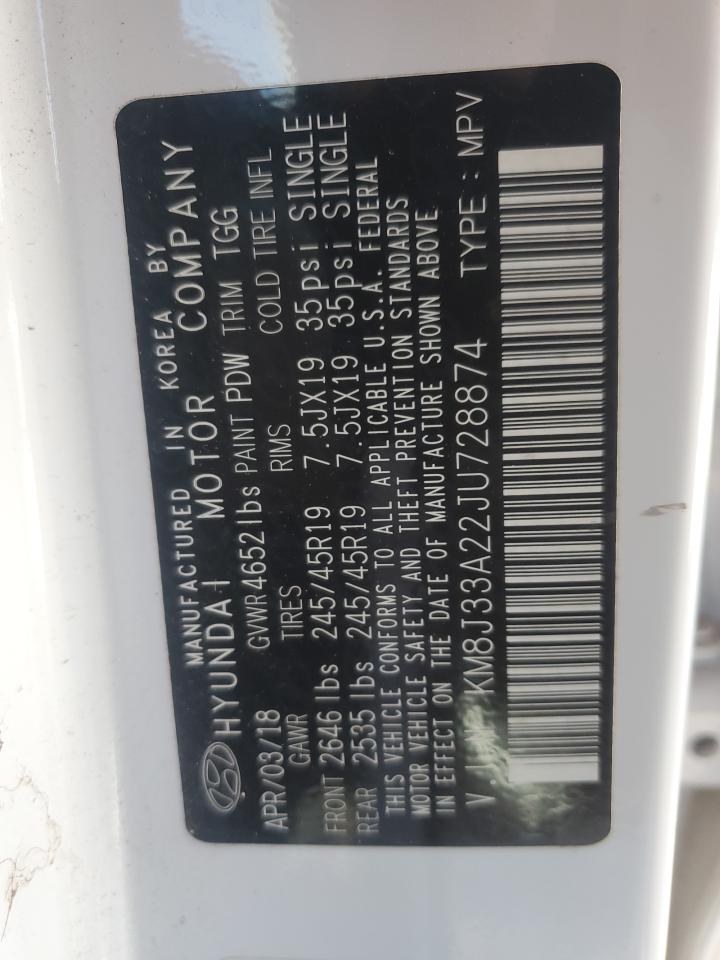 MANUFACTURED IN KOREA BY
HYUNDAI MOTOR COMPANY
APR/03/18 GVWR 4652 lbs PAINT PDW TRIM TGG
GAWR TIRES RIMS COLD TIRE INFL
FRONT 2646 lbs 245/45R19 7.5JX19 35psi SINGLE
REAR 2535 lbs 245/45R19 7.5JX19 35psi SINGLE
THIS VEHICLE CONFORMS TO ALL APPLICABLE U.S.A. FEDERAL
MOTOR VEHICLE SAFETY AND THEFT PREVENTION STANDARDS
IN EFFECT ON THE DATE OF MANUFACTURE SHOWN ABOVE
KM8J33A22JU728874 TYPE : MPV